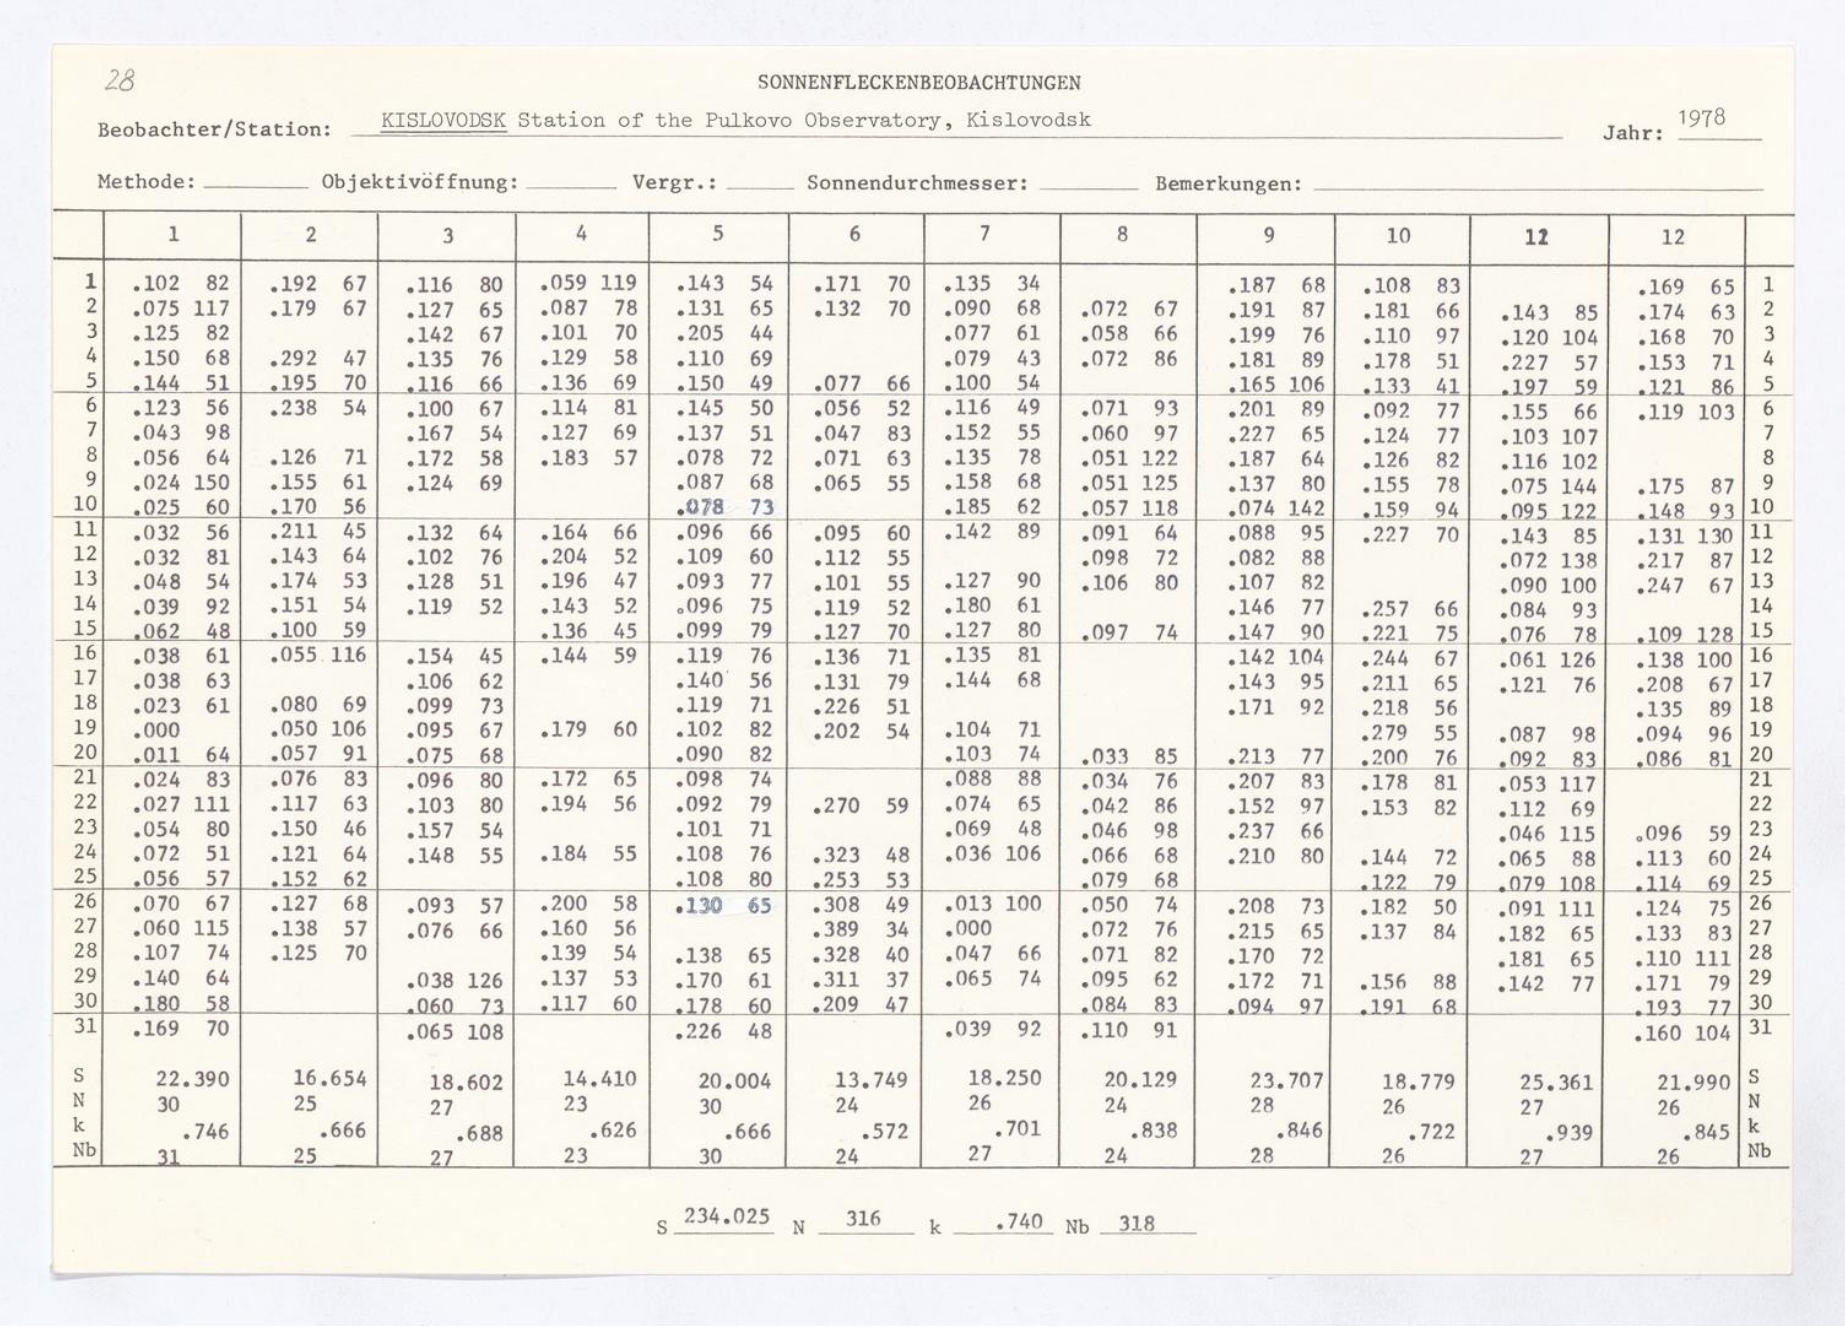 28
SONNENFLECKENBEOBACHTUNGEN
Beobachter/Station: KISLOVODSK Station of the Pulkovo Observatory, Kislovodsk Jahr: 1978
Methode: Objektivöffnung: Vergr.: Sonnendurchmesser: Bemerkungen:
1 2 3 4 5 6 7 8 9 10 11 12
1 .102 82 .192 67 .116 80 .059 119 .143 54 .171 70 .135 34 .187 68 .108 83 .169 65 1
2 .075 117 .179 67 .127 65 .087 78 .131 65 .132 70 .090 68 .072 67 .191 87 .181 66 .143 85 .174 63 2
3 .125 82 .142 67 .101 70 .205 44 .077 61 .058 66 .199 76 .110 97 .120 104 .168 70 3
4 .150 68 .292 47 .135 76 .129 58 .110 69 .079 43 .072 86 .181 89 .178 51 .227 57 .153 71 4
5 .144 51 .195 70 .116 66 .136 69 .150 49 .077 66 .100 54 .165 106 .133 41 .197 59 .121 86 5
6 .123 56 .238 54 .100 67 .114 81 .145 50 .056 52 .116 49 .071 93 .201 89 .092 77 .155 66 .119 103 6
7 .043 98 .167 54 .127 69 .137 51 .047 83 .152 55 .060 97 .227 65 .124 77 .103 107 7
8 .056 64 .126 71 .172 58 .183 57 .078 72 .071 63 .135 78 .051 122 .187 64 .126 82 .116 102 8
9 .024 150 .155 61 .124 69 .087 68 .065 55 .158 68 .051 125 .137 80 .155 78 .075 144 .175 87 9
10 .025 60 .170 56 .078 73 .185 62 .057 118 .074 142 .159 94 .095 122 .148 93 10
11 .032 56 .211 45 .132 64 .164 66 .096 66 .095 60 .142 89 .091 64 .088 95 .227 70 .143 85 .131 130 11
12 .032 81 .143 64 .102 76 .204 52 .109 60 .112 55 .098 72 .082 88 .072 138 .217 87 12
13 .048 54 .174 53 .128 51 .196 47 .093 77 .101 55 .127 90 .106 80 .107 82 .090 100 .247 67 13
14 .039 92 .151 54 .119 52 .143 52 .096 75 .119 52 .180 61 .146 77 .257 66 .084 93 14
15 .062 48 .100 59 .136 45 .099 79 .127 70 .127 80 .097 74 .147 90 .221 75 .076 78 .109 128 15
16 .038 61 .055 116 .154 45 .144 59 .119 76 .136 71 .135 81 .142 104 .244 67 .061 126 .138 100 16
17 .038 63 .106 62 .140 56 .131 79 .144 68 .143 95 .211 65 .121 76 .208 67 17
18 .023 61 .080 69 .099 73 .119 71 .226 51 .171 92 .218 56 .135 89 18
19 .000 .050 106 .095 67 .179 60 .102 82 .202 54 .104 71 .279 55 .087 98 .094 96 19
20 .011 64 .057 91 .075 68 .090 82 .103 74 .033 85 .213 77 .200 76 .092 83 .086 81 20
21 .024 83 .076 83 .096 80 .172 65 .098 74 .088 88 .034 76 .207 83 .178 81 .053 117 21
22 .027 111 .117 63 .103 80 .194 56 .092 79 .270 59 .074 65 .042 86 .152 97 .153 82 .112 69 22
23 .054 80 .150 46 .157 54 .101 71 .069 48 .046 98 .237 66 .046 115 .096 59 23
24 .072 51 .121 64 .148 55 .184 55 .108 76 .323 48 .036 106 .066 68 .210 80 .144 72 .065 88 .113 60 24
25 .056 57 .152 62 .108 80 .253 53 .079 68 .122 79 .079 108 .114 69 25
26 .070 67 .127 68 .093 57 .200 58 .130 65 .308 49 .013 100 .050 74 .208 73 .182 50 .091 111 .124 75 26
27 .060 115 .138 57 .076 66 .160 56 .389 34 .000 .072 76 .215 65 .137 84 .182 65 .133 83 27
28 .107 74 .125 70 .139 54 .138 65 .328 40 .047 66 .071 82 .170 72 .181 65 .110 111 28
29 .140 64 .038 126 .137 53 .170 61 .311 37 .065 74 .095 62 .172 71 .156 88 .142 77 .171 79 29
30 .180 58 .060 73 .117 60 .178 60 .209 47 .084 83 .094 97 .191 68 .193 77 30
31 .169 70 .065 108 .226 48 .039 92 .110 91 .160 104 31
S 22.390 16.654 18.602 14.410 20.004 13.749 18.250 20.129 23.707 18.779 25.361 21.990 S
N 30 25 27 23 30 24 26 24 28 26 27 26 N
k .746 .666 .688 .626 .666 .572 .701 .838 .846 .722 .939 .845 k
Nb 31 25 27 23 30 24 27 24 28 26 27 26 Nb
S 234.025 N 316 k .740 Nb 318